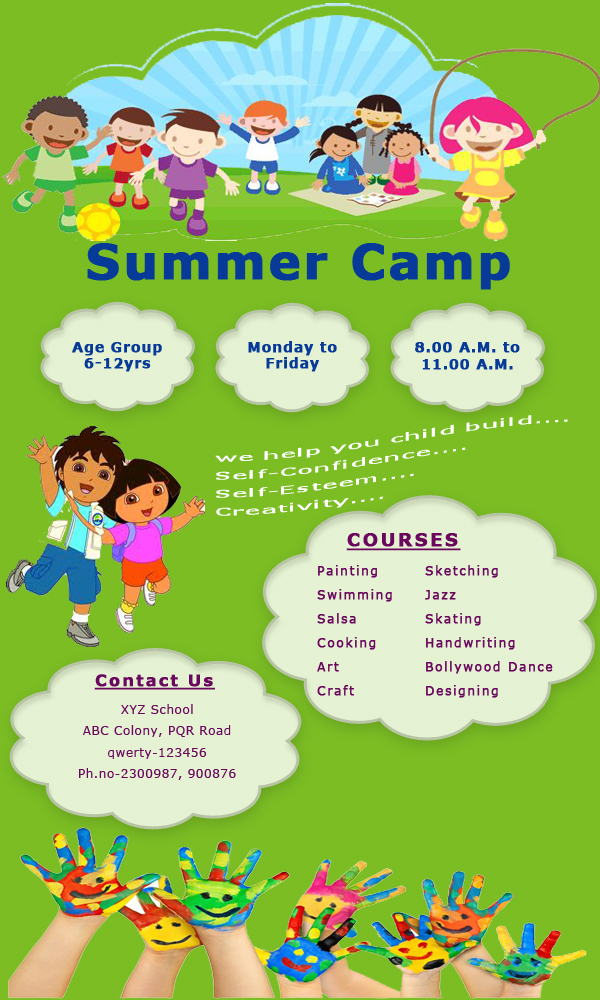 Summer Camp
Age Group
6-12yrs
Monday to
Friday
8.00 A.M. to
11.00 A.M.
we help you child build....
Self-Confidence....
Self-Esteem....
Creativity....
COURSES
Painting Sketching
Swimming Jazz
Salsa Skating
Cooking Handwriting
Art Bollywood Dance
Craft Designing
Contact Us
XYZ School
ABC Colony, PQR Road
qwerty-123456
Ph.no-2300987, 900876